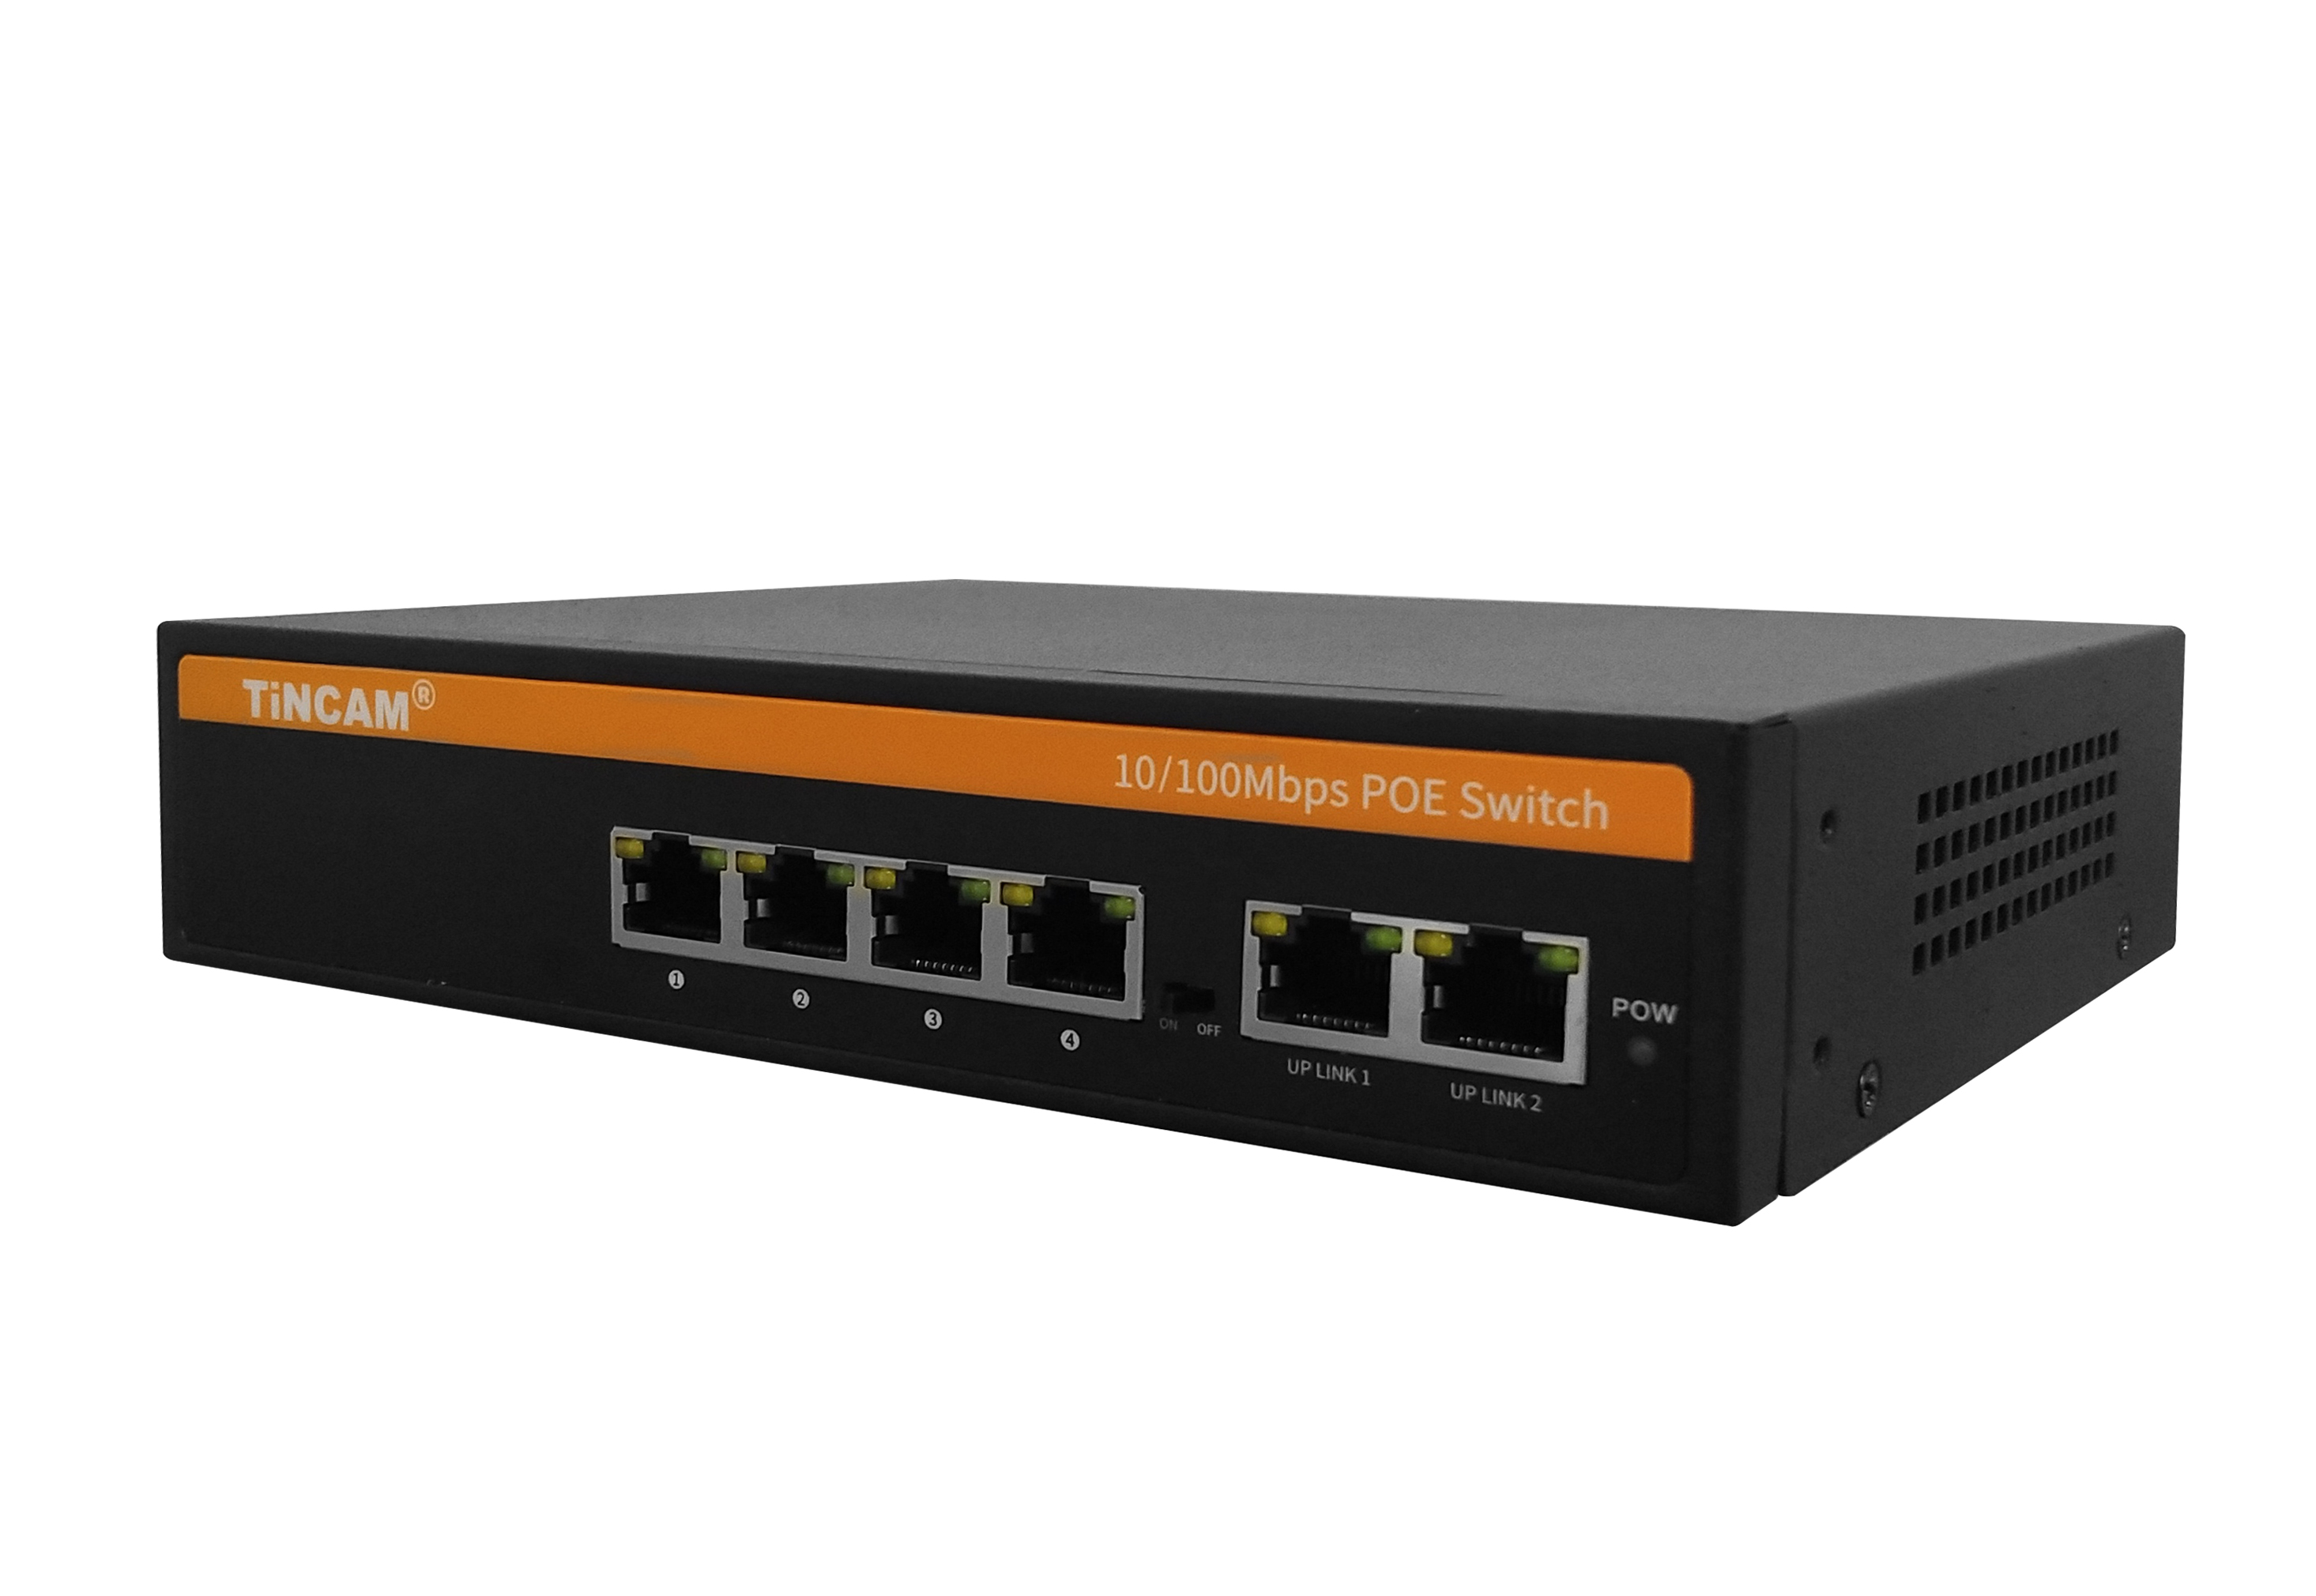 TiNCAM®
10/100Mbps POE Switch
1 2 3 4
ON OFF
UP LINK 1
UP LINK 2
POW